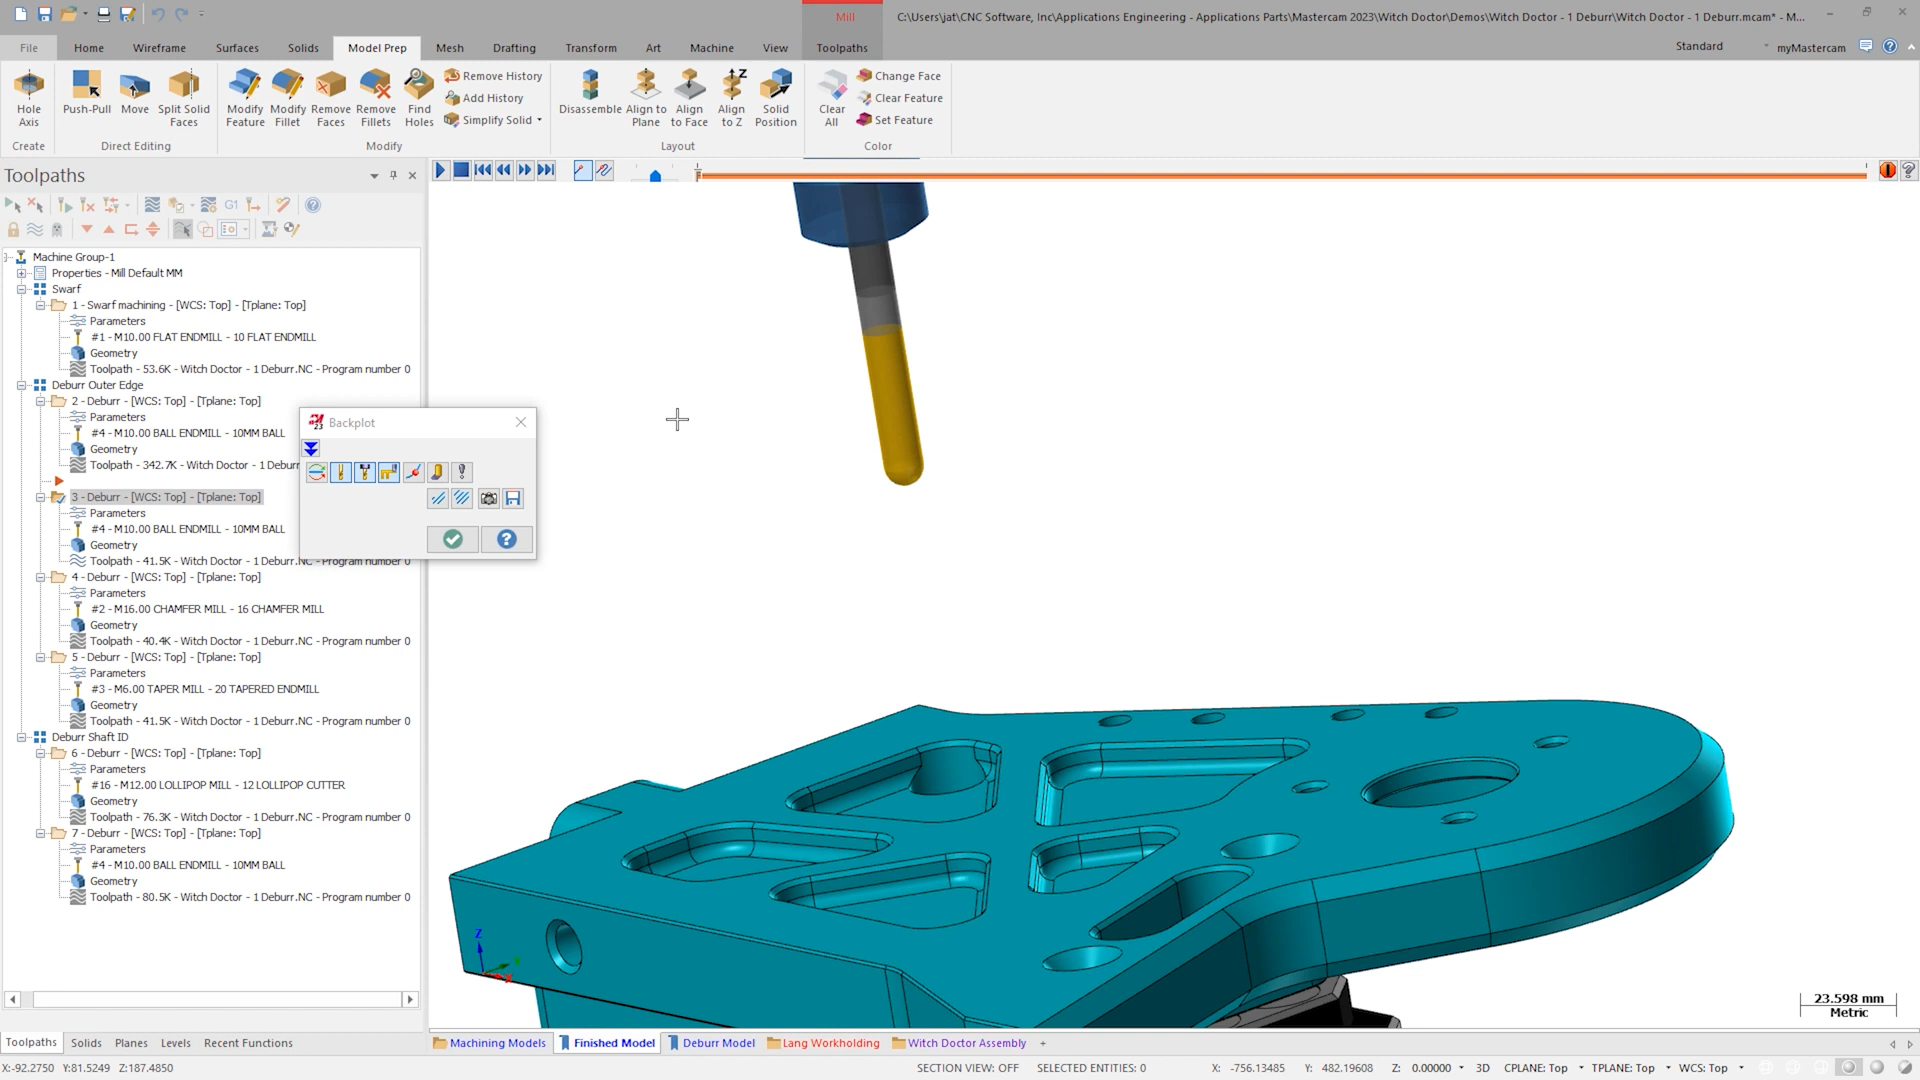 Mill
C:\Users\jat\CNC Software, Inc\Applications Engineering - Applications Parts\Mastercam 2023\Witch Doctor\Demos\Witch Doctor - 1 Deburr\Witch Doctor - 1 Deburr.mcam* - M...
File Home Wireframe Surfaces Solids Model Prep Mesh Drafting Transform Art Machine View Toolpaths
Standard myMastercam
Hole Axis
Push-Pull
Move
Split Solid Faces
Modify Feature
Modify Fillet
Remove Faces
Remove Fillets
Find Holes
Remove History
Add History
Simplify Solid
Disassemble
Align to Plane
Align to Face
Align to Z
Solid Position
Clear All
Change Face
Clear Feature
Set Feature
Create Direct Editing Modify Layout Color
Toolpaths
G1
Machine Group-1
Properties - Mill Default MM
Swarf
1 - Swarf machining - [WCS: Top] - [Tplane: Top]
Parameters
#1 - M10.00 FLAT ENDMILL - 10 FLAT ENDMILL
Geometry
Toolpath - 53.6K - Witch Doctor - 1 Deburr.NC - Program number 0
Deburr Outer Edge
2 - Deburr - [WCS: Top] - [Tplane: Top]
Parameters
#4 - M10.00 BALL ENDMILL - 10MM BALL
Geometry
Toolpath - 342.7K - Witch Doctor - 1 Deburr
3 - Deburr - [WCS: Top] - [Tplane: Top]
Parameters
#4 - M10.00 BALL ENDMILL - 10MM BALL
Geometry
Toolpath - 41.5K - Witch Doctor - 1 Deburr.NC - Program number 0
4 - Deburr - [WCS: Top] - [Tplane: Top]
Parameters
#2 - M16.00 CHAMFER MILL - 16 CHAMFER MILL
Geometry
Toolpath - 40.4K - Witch Doctor - 1 Deburr.NC - Program number 0
5 - Deburr - [WCS: Top] - [Tplane: Top]
Parameters
#3 - M6.00 TAPER MILL - 20 TAPERED ENDMILL
Geometry
Toolpath - 41.5K - Witch Doctor - 1 Deburr.NC - Program number 0
Deburr Shaft ID
6 - Deburr - [WCS: Top] - [Tplane: Top]
Parameters
#16 - M12.00 LOLLIPOP MILL - 12 LOLLIPOP CUTTER
Geometry
Toolpath - 76.3K - Witch Doctor - 1 Deburr.NC - Program number 0
7 - Deburr - [WCS: Top] - [Tplane: Top]
Parameters
#4 - M10.00 BALL ENDMILL - 10MM BALL
Geometry
Toolpath - 80.5K - Witch Doctor - 1 Deburr.NC - Program number 0
Backplot
Z
23.598 mm
Metric
Toolpaths Solids Planes Levels Recent Functions
Machining Models Finished Model Deburr Model Lang Workholding Witch Doctor Assembly +
X:-92.2750 Y:81.5249 Z:187.4850
SECTION VIEW: OFF SELECTED ENTITIES: 0 X: -756.13485 Y: 482.19608 Z: 0.00000 3D CPLANE: Top TPLANE: Top WCS: Top